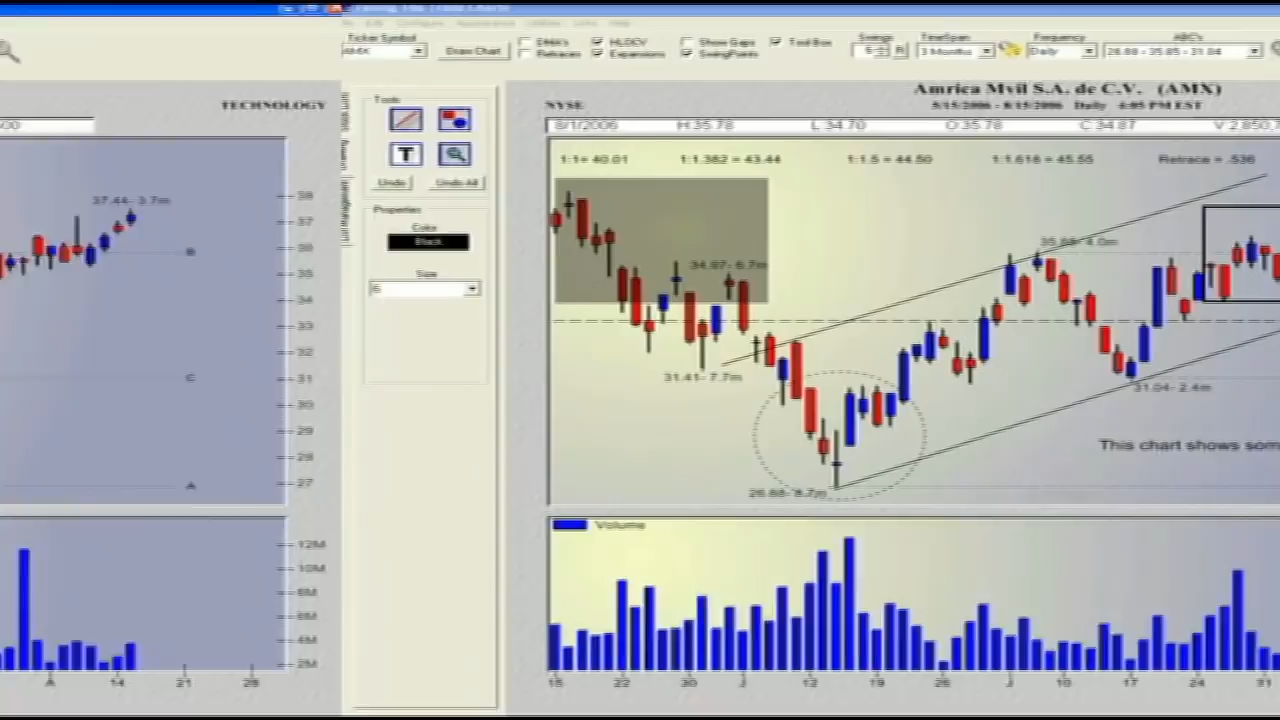 Ticker Symbol
Draw Chart
HLOCV
Retraces
Expansions
Show Gaps
SwingPoints
Tool Box
Swings
TimeSpan
3 Months
Frequency
Daily
ABC's
26.88 - 35.85 - 31.04
TECHNOLOGY
37.44- 3.7m
B
C
A
38
37
36
35
34
33
32
31
30
29
28
27
12M
10M
8M
6M
4M
2M
A 14 21 28
Tools
T
Undo
Undo All
Properties
Color
Black
Size
6
NYSE
Amrica Mvil S.A. de C.V. (AMX)
5/15/2006 - 8/15/2006 Daily 4:05 PM EST
8/1/2006 H:35.78 L:34.70 O:35.78 C:34.87
1:1= 40.01 1:1.382 = 43.44 1:1.5 = 44.50 1:1.618 = 45.55 Retrace = .536
34.97- 6.7m
31.41- 7.7m
26.88- 8.7m
31.04- 2.4m
This chart shows som
Volume
15 22 30 J 12 19 26 J 10 17 24 31